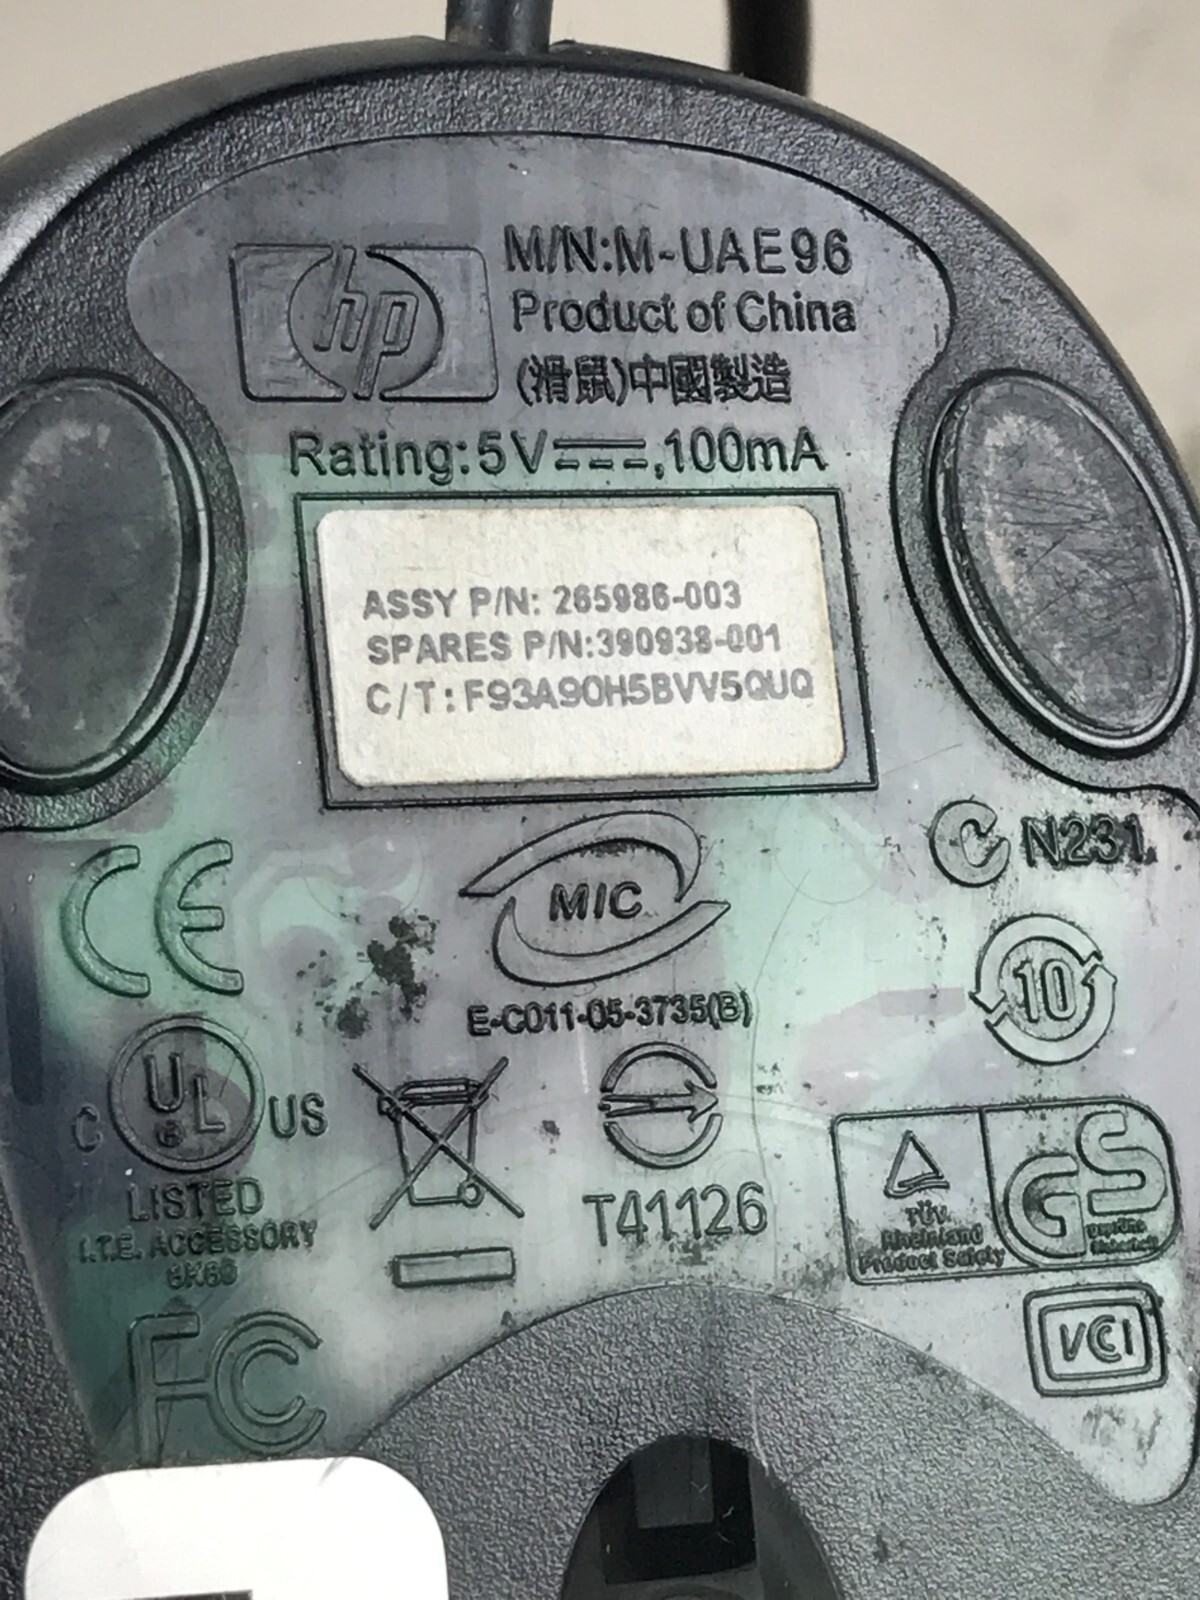 hp
M/N:M-UAE96
Product of China
(滑鼠)中國製造
Rating:5V⎓,100mA
ASSY P/N: 265986-003
SPARES P/N:390938-001
C/T: F93A90H5BVV5QUQ
CE
MIC
C N231
E-C011-05-3735(B)
10
C UL US
LISTED
I.T.E. ACCESSORY
T41126
TÜV
Rheinland
Product Safety
GS
FC
VCI